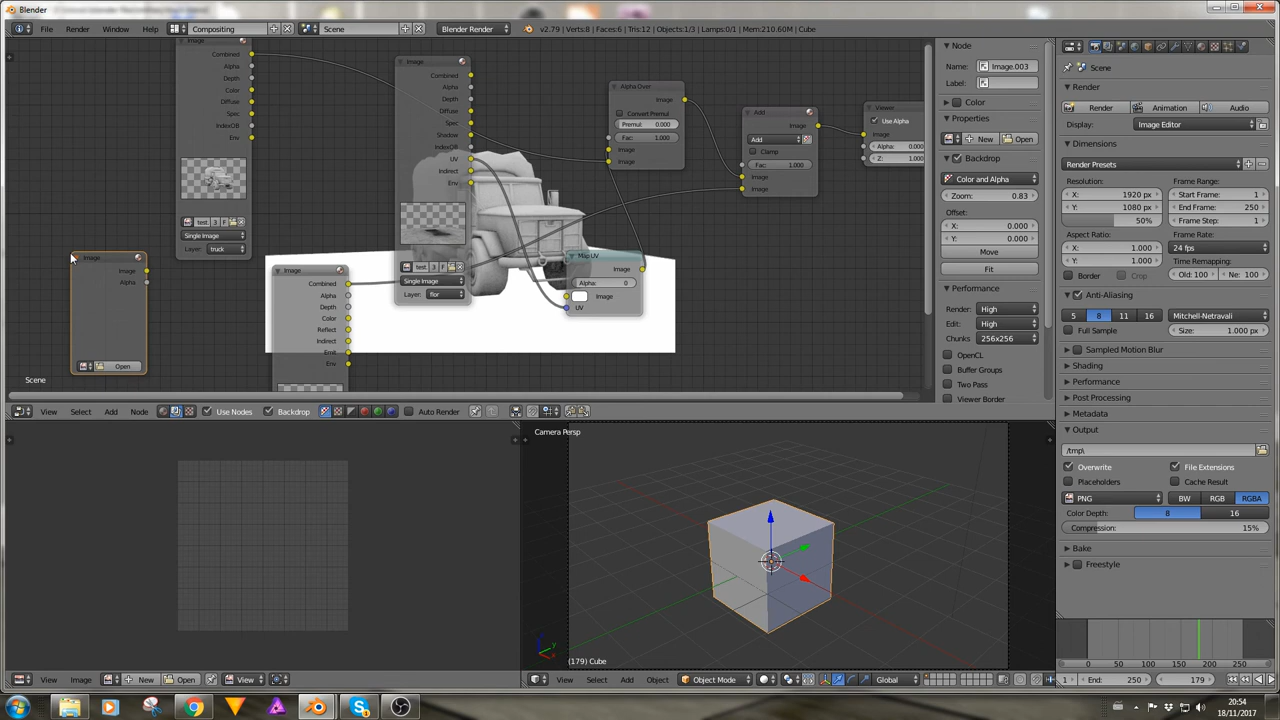 Blender
File Render Window Help Compositing Scene Blender Render v2.79 | Verts:8 | Faces:6 | Tris:12 | Objects:1/3 | Lamps:0/1 | Mem:210.60M | Cube
Image
Combined
Alpha
Depth
Color
Diffuse
Spec
IndexOB
Env
test. 3 F
Single Image
Layer: truck
Image
Combined
Alpha
Depth
Diffuse
Spec
Shadow
IndexOB
UV
Indirect
Env
test. 3 F
Single Image
Layer: flor
Alpha Over
Image
Convert Premul
Premul: 0.000
Fac: 1.000
Image
Image
Add
Image
Add
Clamp
Fac: 1.000
Image
Image
Viewer
Use Alpha
Image
Alpha: 0.000
Z: 1.000
Image
Image
Alpha
Open
Image
Combined
Alpha
Depth
Color
Reflect
Indirect
Emit
Env
Map UV
Image
Alpha: 0
Image
UV
Scene
View Select Add Node Use Nodes Backdrop Auto Render
Node
Name: Image.003
Label:
Color
Properties
New Open
Backdrop
Color and Alpha
Zoom: 0.83
Offset:
X: 0.000
Y: 0.000
Move
Fit
Performance
Render: High
Edit: High
Chunks 256x256
OpenCL
Buffer Groups
Two Pass
Viewer Border
Scene
Render
Render Animation Audio
Display: Image Editor
Dimensions
Render Presets
Resolution: Frame Range:
X: 1920 px Start Frame: 1
Y: 1080 px End Frame: 250
50% Frame Step: 1
Aspect Ratio: Frame Rate:
X: 1.000 24 fps
Y: 1.000 Time Remapping:
Border Crop Old: 100 Ne: 100
Anti-Aliasing
5 8 11 16 Mitchell-Netravali
Full Sample Size: 1.000 px
Sampled Motion Blur
Shading
Performance
Post Processing
Metadata
Output
/tmp\
Overwrite File Extensions
Placeholders Cache Result
PNG BW RGB RGBA
Color Depth: 8 16
Compression: 15%
Bake
Freestyle
Camera Persp
(179) Cube
View Image New Open View
View Select Add Object Object Mode Global
0 50 100 150 200 250
1 End: 250 179
20:54
18/11/2017